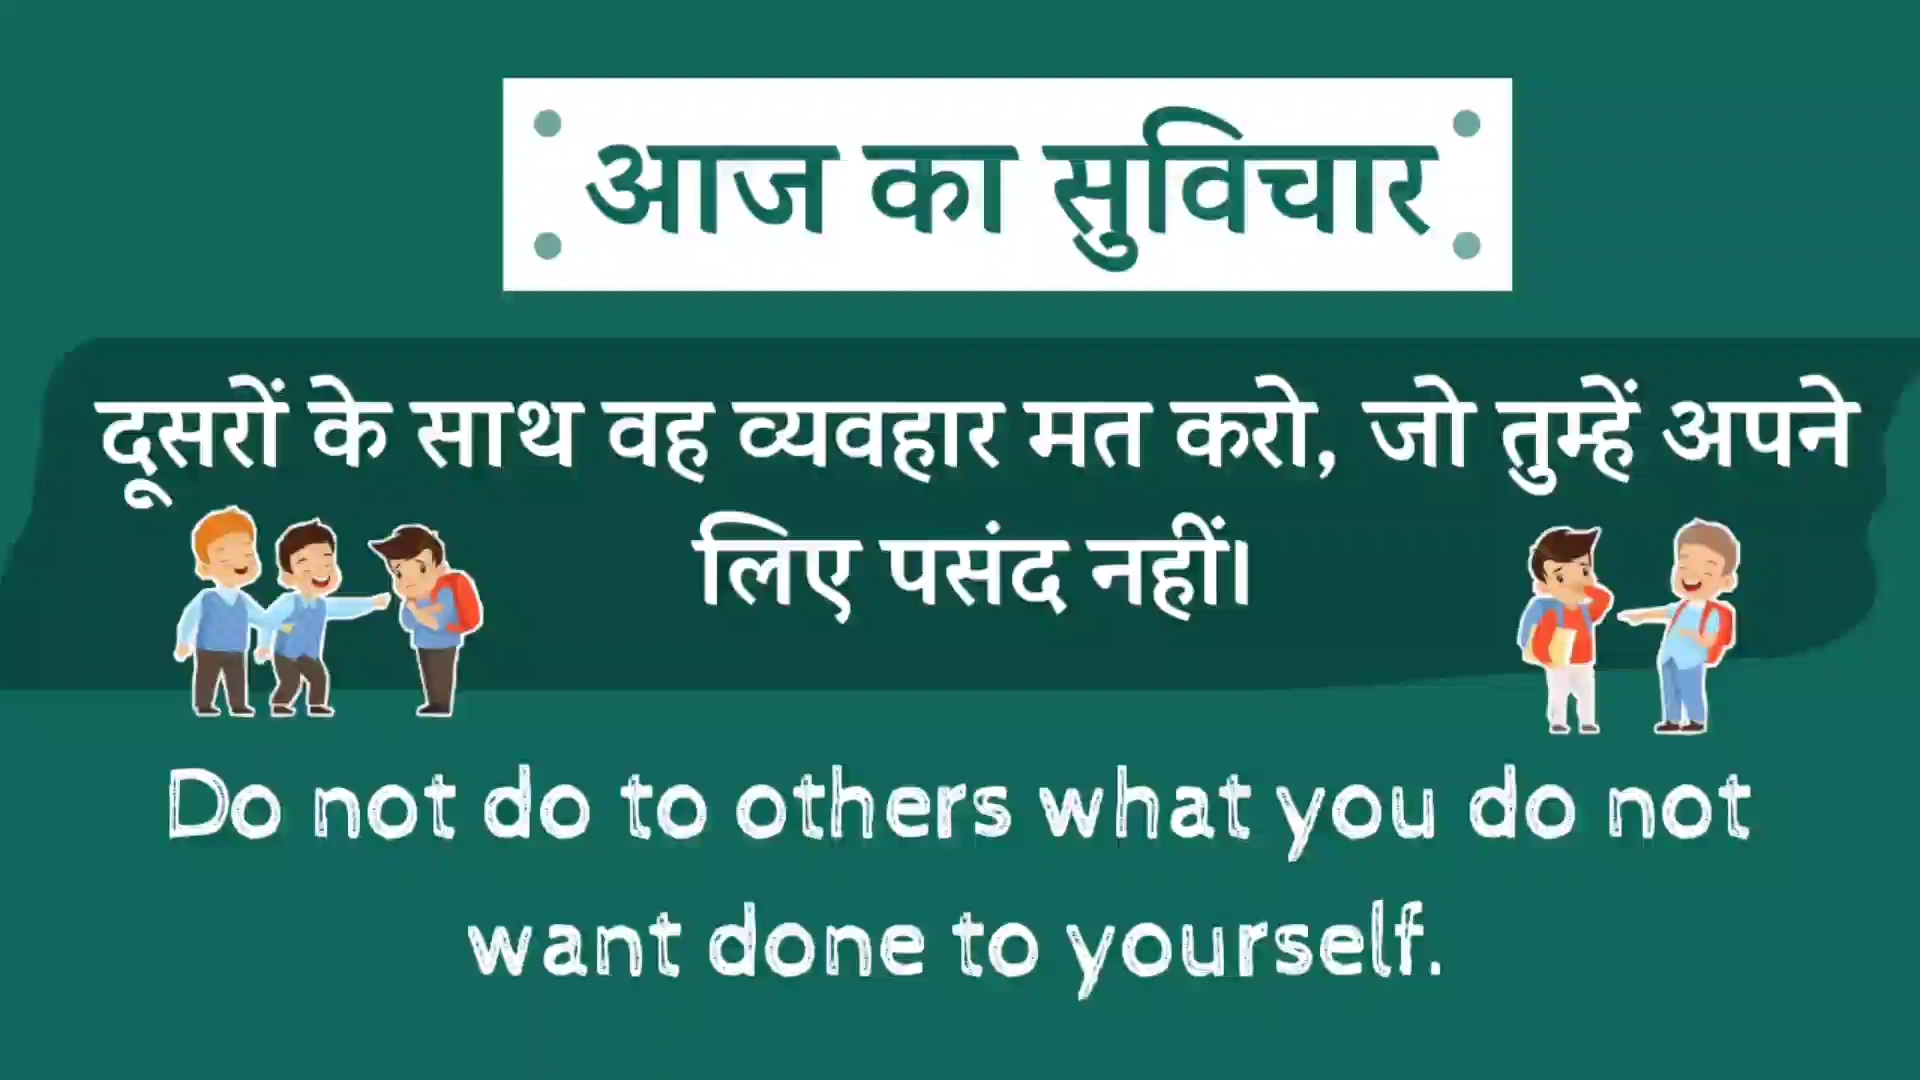 आज का सुविचार
दूसरों के साथ वह व्यवहार मत करो, जो तुम्हें अपने
लिए पसंद नहीं।
Do not do to others what you do not
want done to yourself.